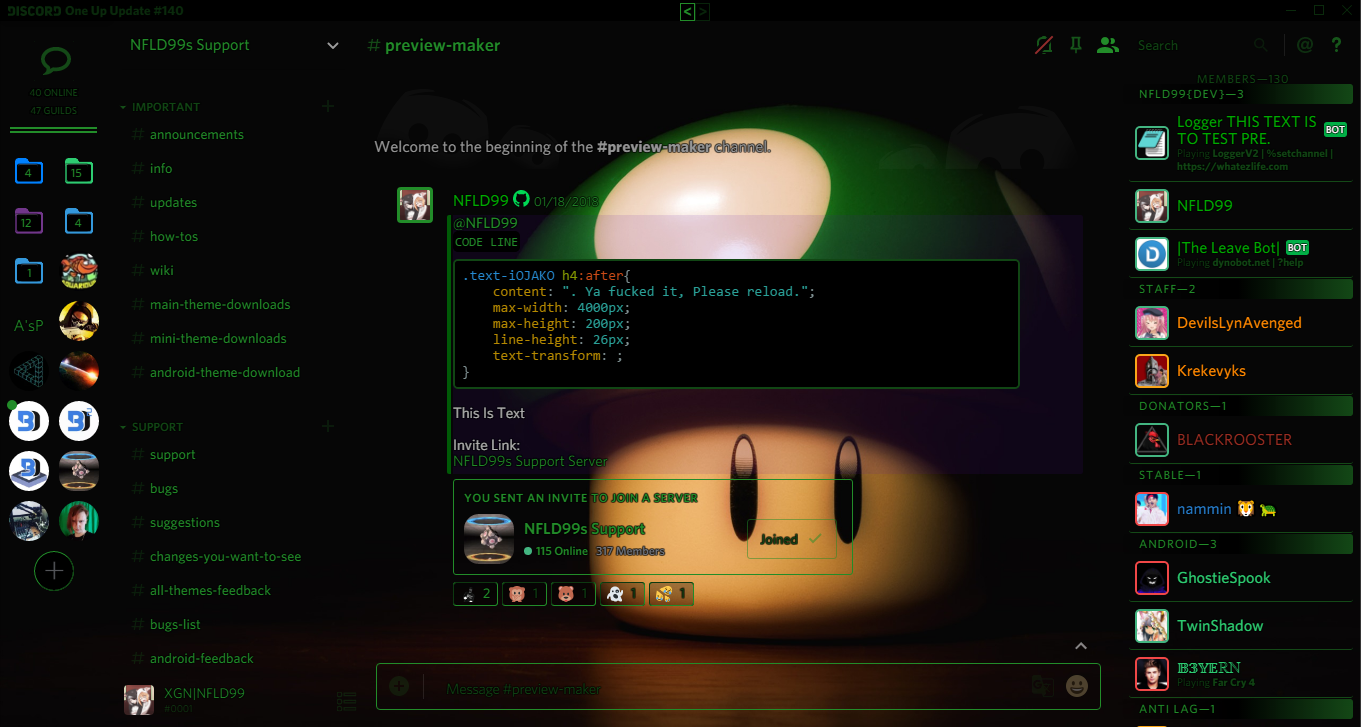 DISCORD One Up Update #140
< >
40 ONLINE
47 GUILDS
4
15
12
4
1
A'sP
NFLD99s Support
IMPORTANT
# announcements
# info
# updates
# how-tos
# wiki
# main-theme-downloads
# mini-theme-downloads
# android-theme-download
SUPPORT
# support
# bugs
# suggestions
# changes-you-want-to-see
# all-themes-feedback
# bugs-list
# android-feedback
XGN|NFLD99
#0001
# preview-maker
Search
@ ?
Welcome to the beginning of the #preview-maker channel.
NFLD99 01/18/2018
@NFLD99
CODE LINE
.text-iOJAKO h4:after{
content: ". Ya fucked it, Please reload.";
max-width: 4000px;
max-height: 200px;
line-height: 26px;
text-transform: ;
}
This Is Text
Invite Link:
NFLD99s Support Server
YOU SENT AN INVITE TO JOIN A SERVER
NFLD99s Support
115 Online 317 Members
Joined
2 1 1 1 1
Message #preview-maker
MEMBERS—130
NFLD99{DEV}—3
Logger THIS TEXT IS
TO TEST PRE. BOT
Playing LoggerV2 | %setchannel |
https://whatezlife.com
NFLD99
|The Leave Bot| BOT
Playing dynobot.net | ?help
STAFF—2
DevilsLynAvenged
Krekevyks
DONATORS—1
BLACKROOSTER
STABLE—1
nammin 🐯 🐢
ANDROID—3
GhostieSpook
TwinShadow
𝔹𝟛𝕐𝔼ℝℕ
Playing Far Cry 4
ANTI LAG—1